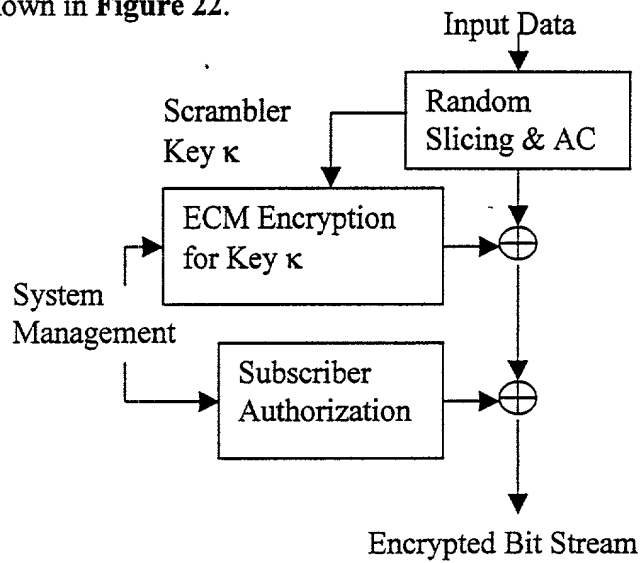 own in Figure 22.
Input Data
Random
Slicing & AC
Scrambler
Key κ
ECM Encryption
for Key κ
System
Management
Subscriber
Authorization
Encrypted Bit Stream